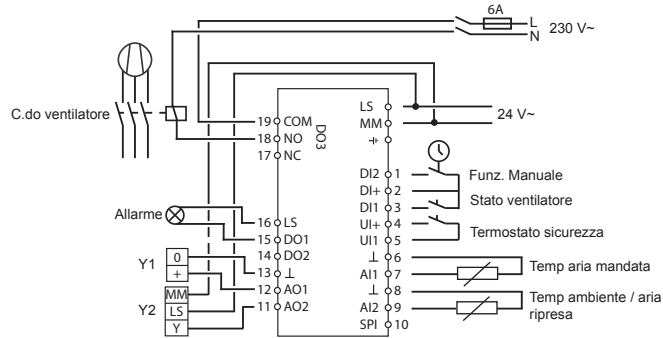 6A
L
N
230 V~
C.do ventilatore
19 COM
18 NO
17 NC
DO3
LS
MM
24 V~
DI2 1
DI+ 2
DI1 3
UI+ 4
UI1 5
⊥ 6
AI1 7
⊥ 8
AI2 9
SPI 10
Funz. Manuale
Stato ventilatore
Termostato sicurezza
Temp aria mandata
Temp ambiente / aria
ripresa
Allarme
16 LS
15 DO1
14 DO2
13 ⊥
12 AO1
11 AO2
Y1
0
+
Y2
MM
LS
Y